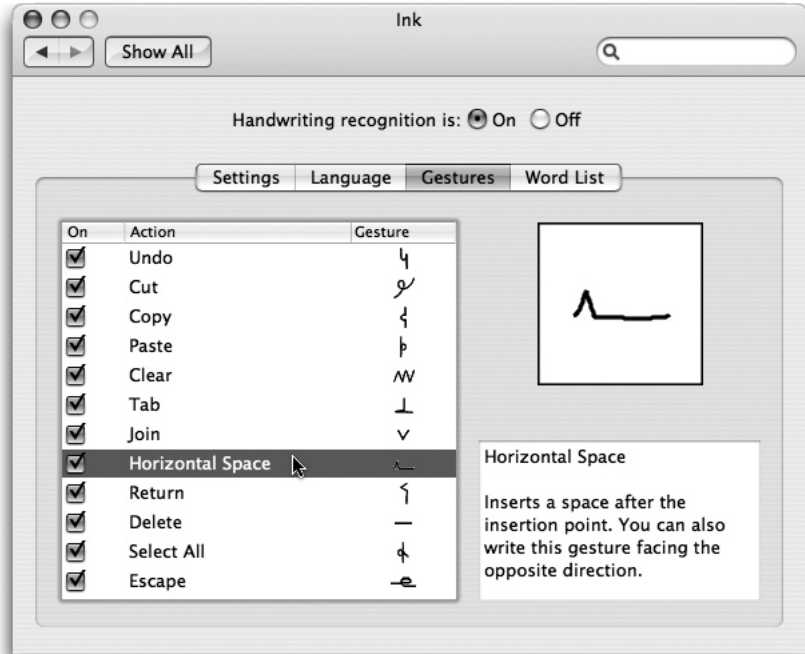 Ink
Show All
Handwriting recognition is: On Off
Settings Language Gestures Word List
On Action Gesture
Undo
Cut
Copy
Paste
Clear
Tab
Join
Horizontal Space
Return
Delete
Select All
Escape
Horizontal Space
Inserts a space after the
insertion point. You can also
write this gesture facing the
opposite direction.